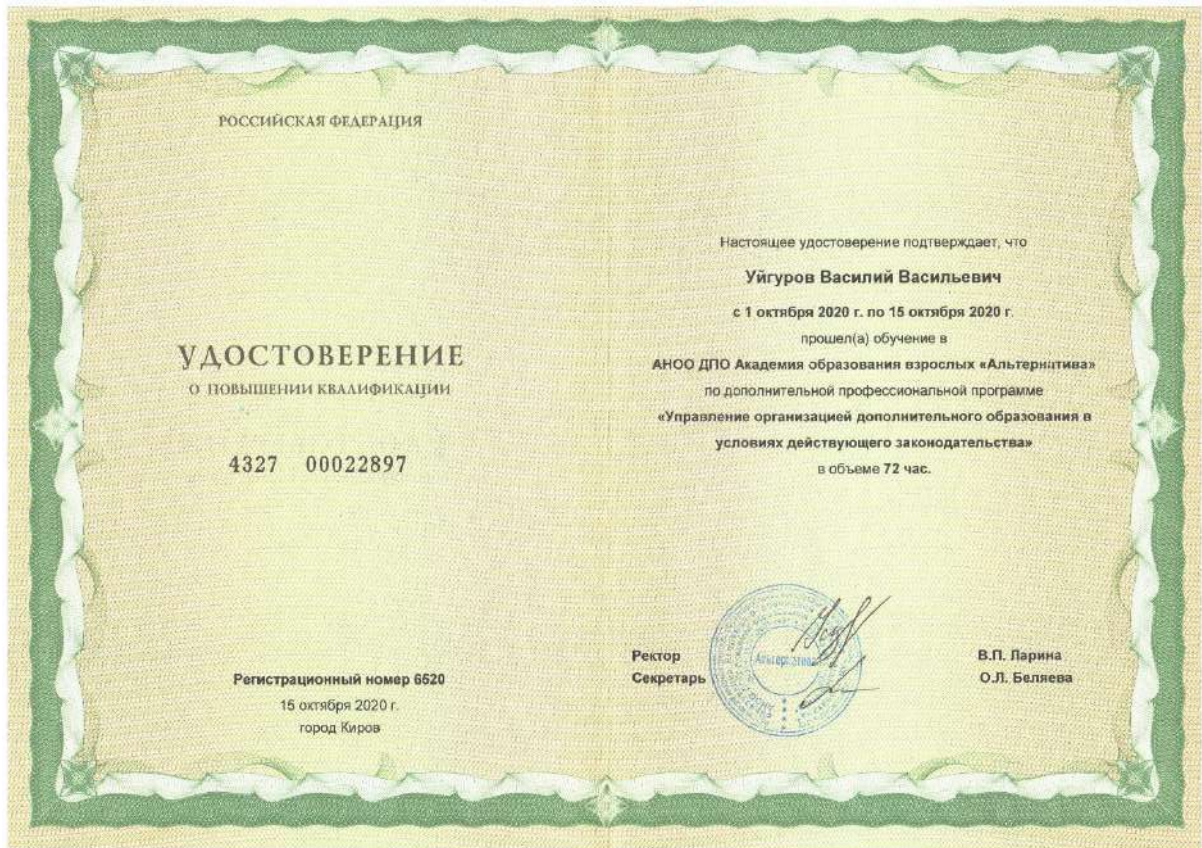 РОССИЙСКАЯ ФЕДЕРАЦИЯ
УДОСТОВЕРЕНИЕ
О ПОВЫШЕНИИ КВАЛИФИКАЦИИ
4327 00022897
Регистрационный номер 6520
15 октября 2020 г.
город Киров
Настоящее удостоверение подтверждает, что
Уйгуров Василий Васильевич
с 1 октября 2020 г. по 15 октября 2020 г.
прошел(а) обучение в
АНОО ДПО Академия образования взрослых «Альтернатива»
по дополнительной профессиональной программе
«Управление организацией дополнительного образования в
условиях действующего законодательства»
в объеме 72 час.
Ректор В.П. Ларина
Секретарь О.Л. Беляева
Альтернатива